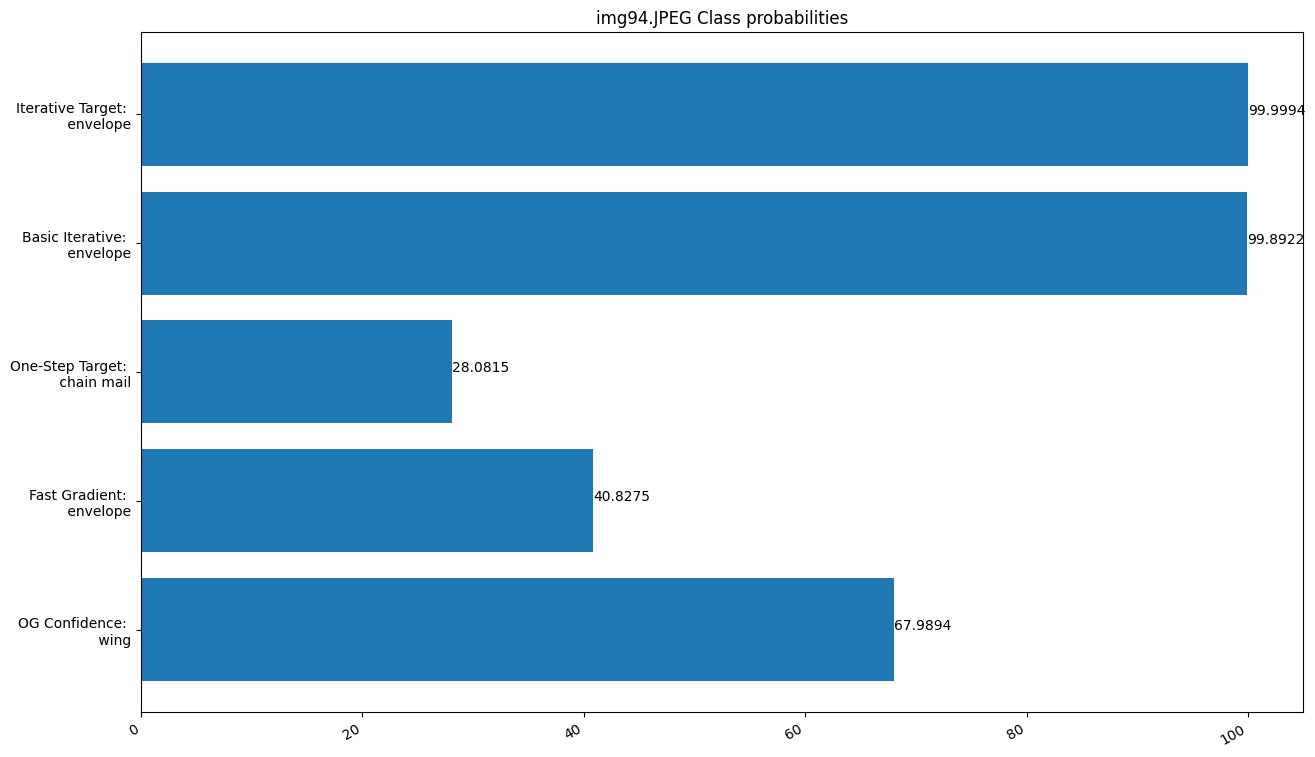 img94.JPEG Class probabilities
Iterative Target:
envelope
99.9994
Basic Iterative:
envelope
99.8922
One-Step Target:
chain mail
28.0815
Fast Gradient:
envelope
40.8275
OG Confidence:
wing
67.9894
0
20
40
60
80
100